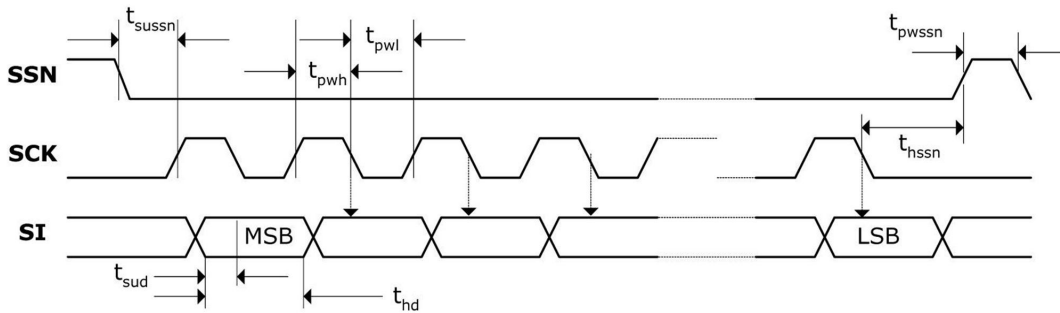 t_sussn
t_pwl
t_pwssn
SSN
t_pwh
SCK
t_hssn
SI
MSB
LSB
t_sud
t_hd